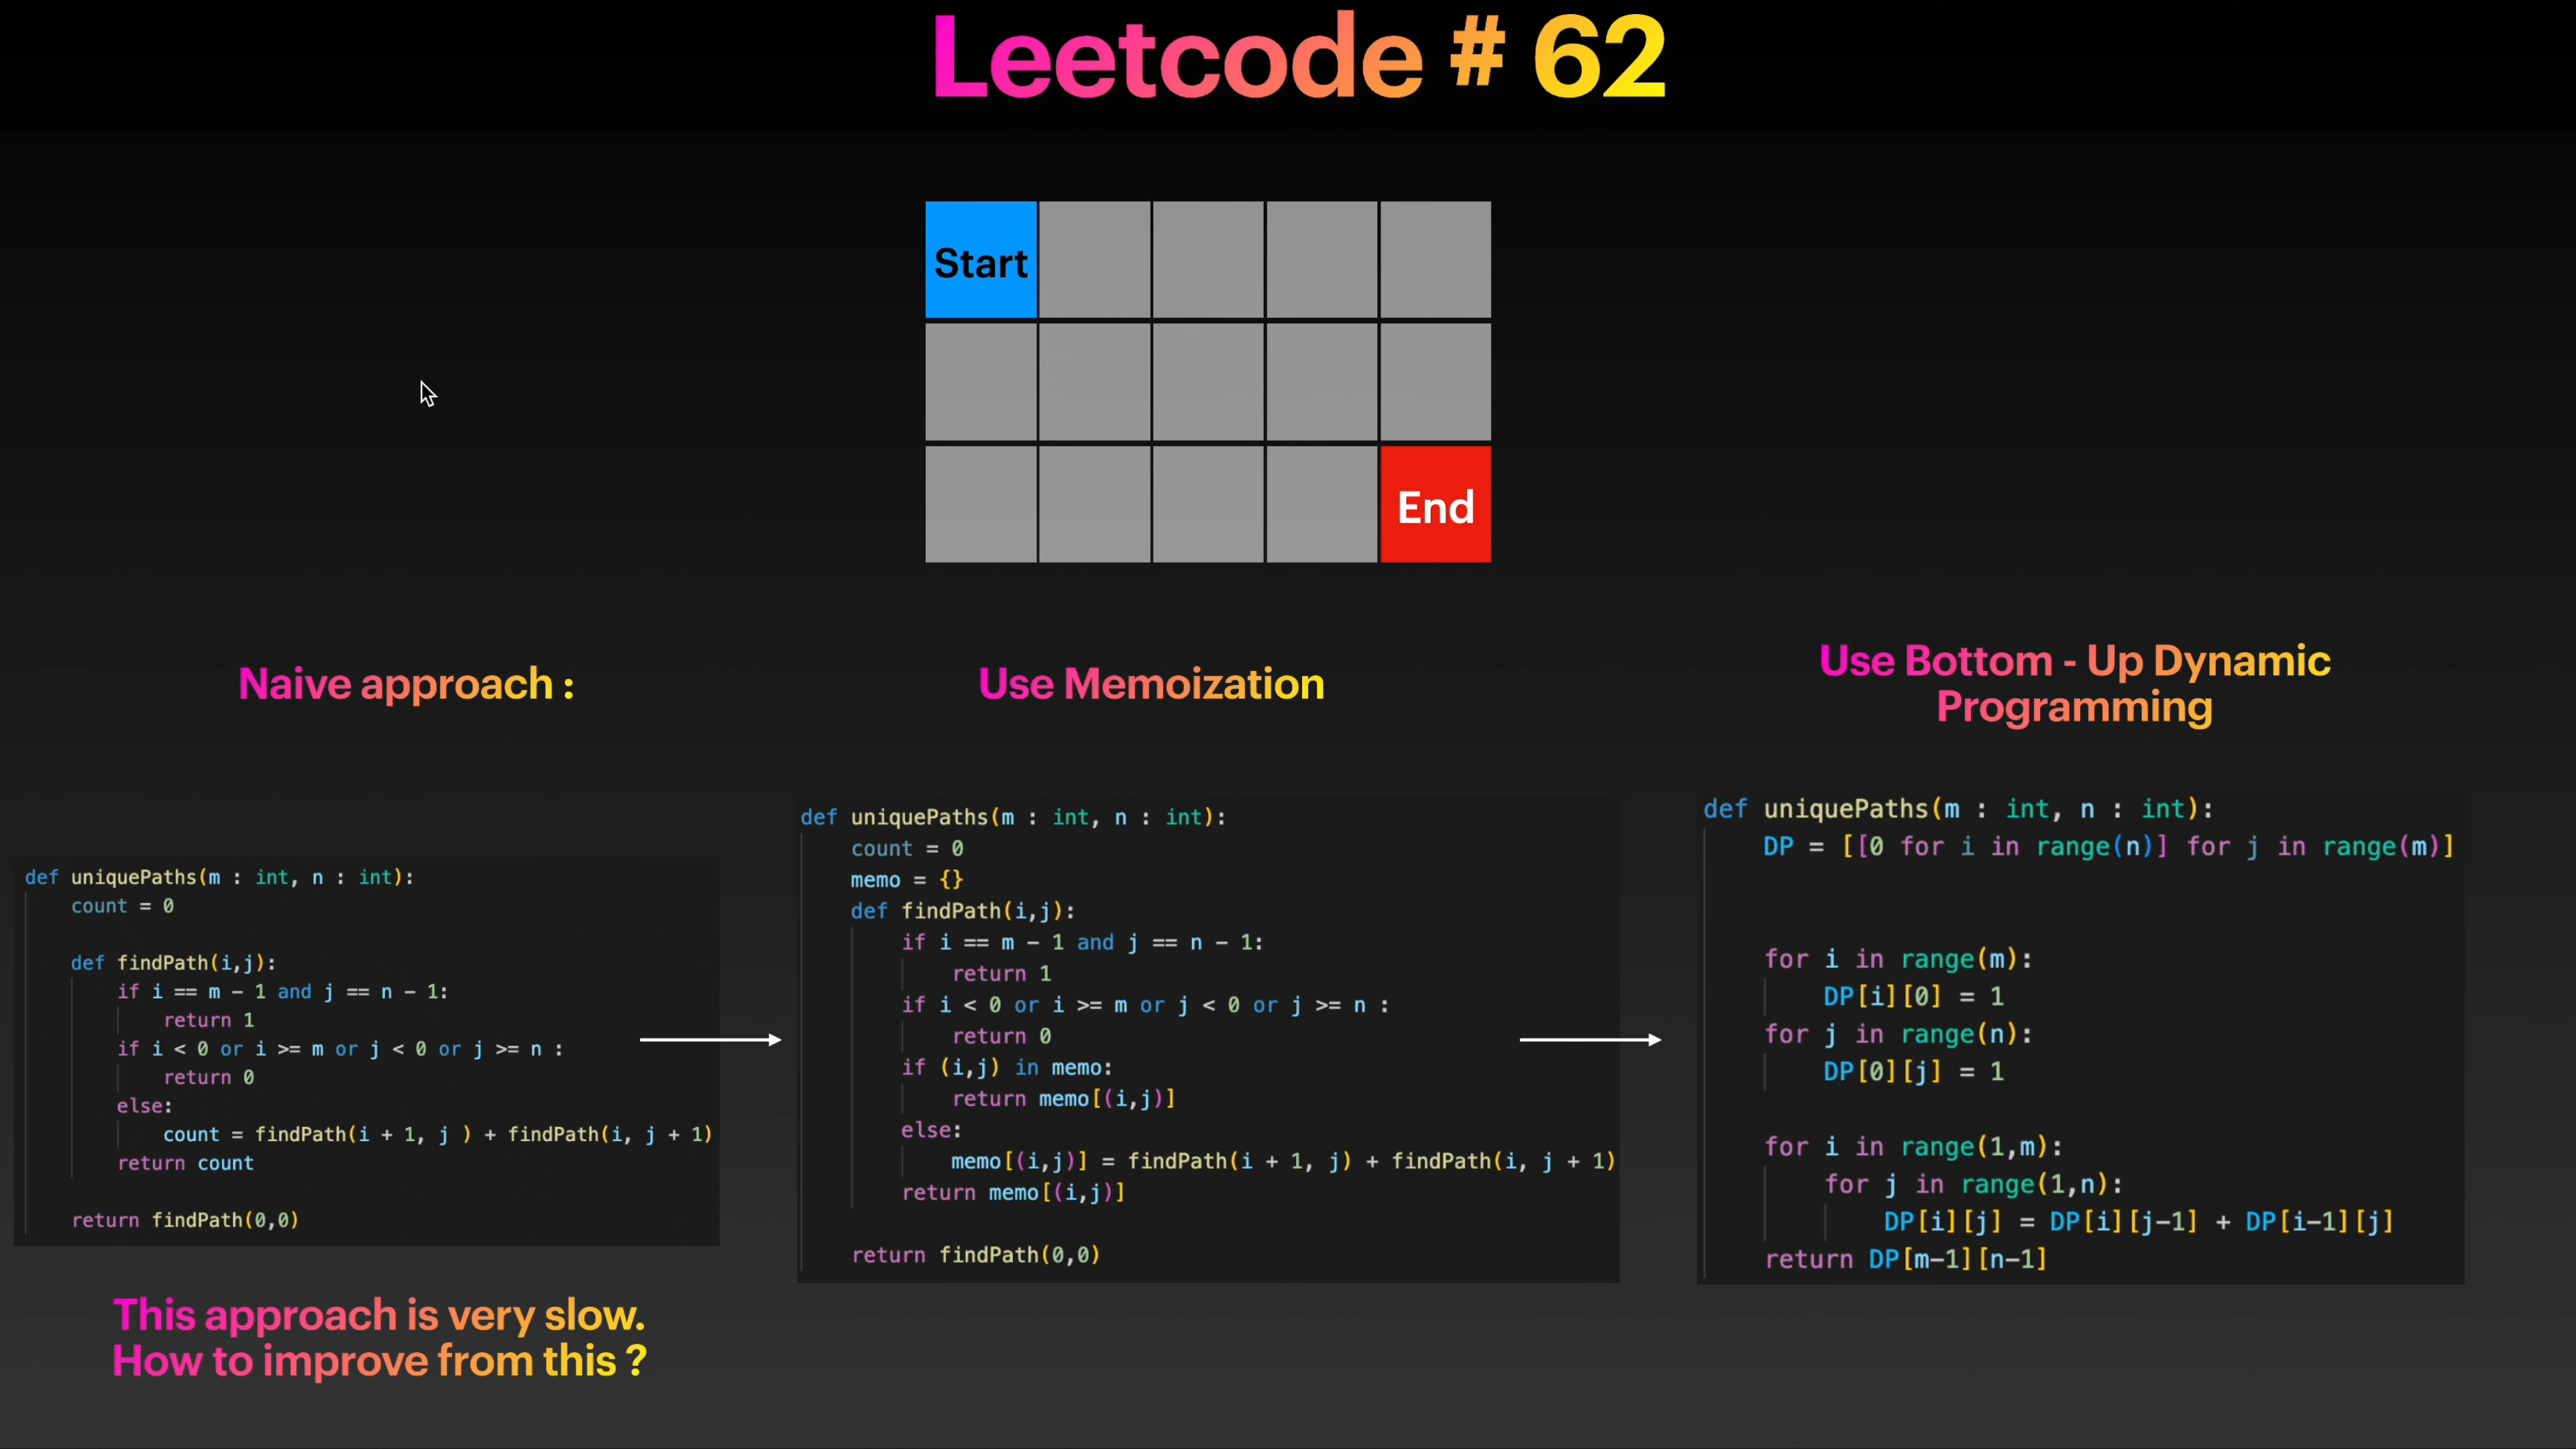 Leetcode # 62
Start
End
Naive approach :
def uniquePaths(m : int, n : int):
    count = 0
    def findPath(i,j):
        if i == m - 1 and j == n - 1:
            return 1
        if i < 0 or i >= m or j < 0 or j >= n :
            return 0
        else:
            count = findPath(i + 1, j ) + findPath(i, j + 1)
        return count
    return findPath(0,0)
This approach is very slow.
How to improve from this ?
Use Memoization
def uniquePaths(m : int, n : int):
    count = 0
    memo = {}
    def findPath(i,j):
        if i == m - 1 and j == n - 1:
            return 1
        if i < 0 or i >= m or j < 0 or j >= n :
            return 0
        if (i,j) in memo:
            return memo[(i,j)]
        else:
            memo[(i,j)] = findPath(i + 1, j) + findPath(i, j + 1)
        return memo[(i,j)]
    return findPath(0,0)
Use Bottom - Up Dynamic
Programming
def uniquePaths(m : int, n : int):
    DP = [[0 for i in range(n)] for j in range(m)]
    for i in range(m):
        DP[i][0] = 1
    for j in range(n):
        DP[0][j] = 1
    for i in range(1,m):
        for j in range(1,n):
            DP[i][j] = DP[i][j-1] + DP[i-1][j]
    return DP[m-1][n-1]